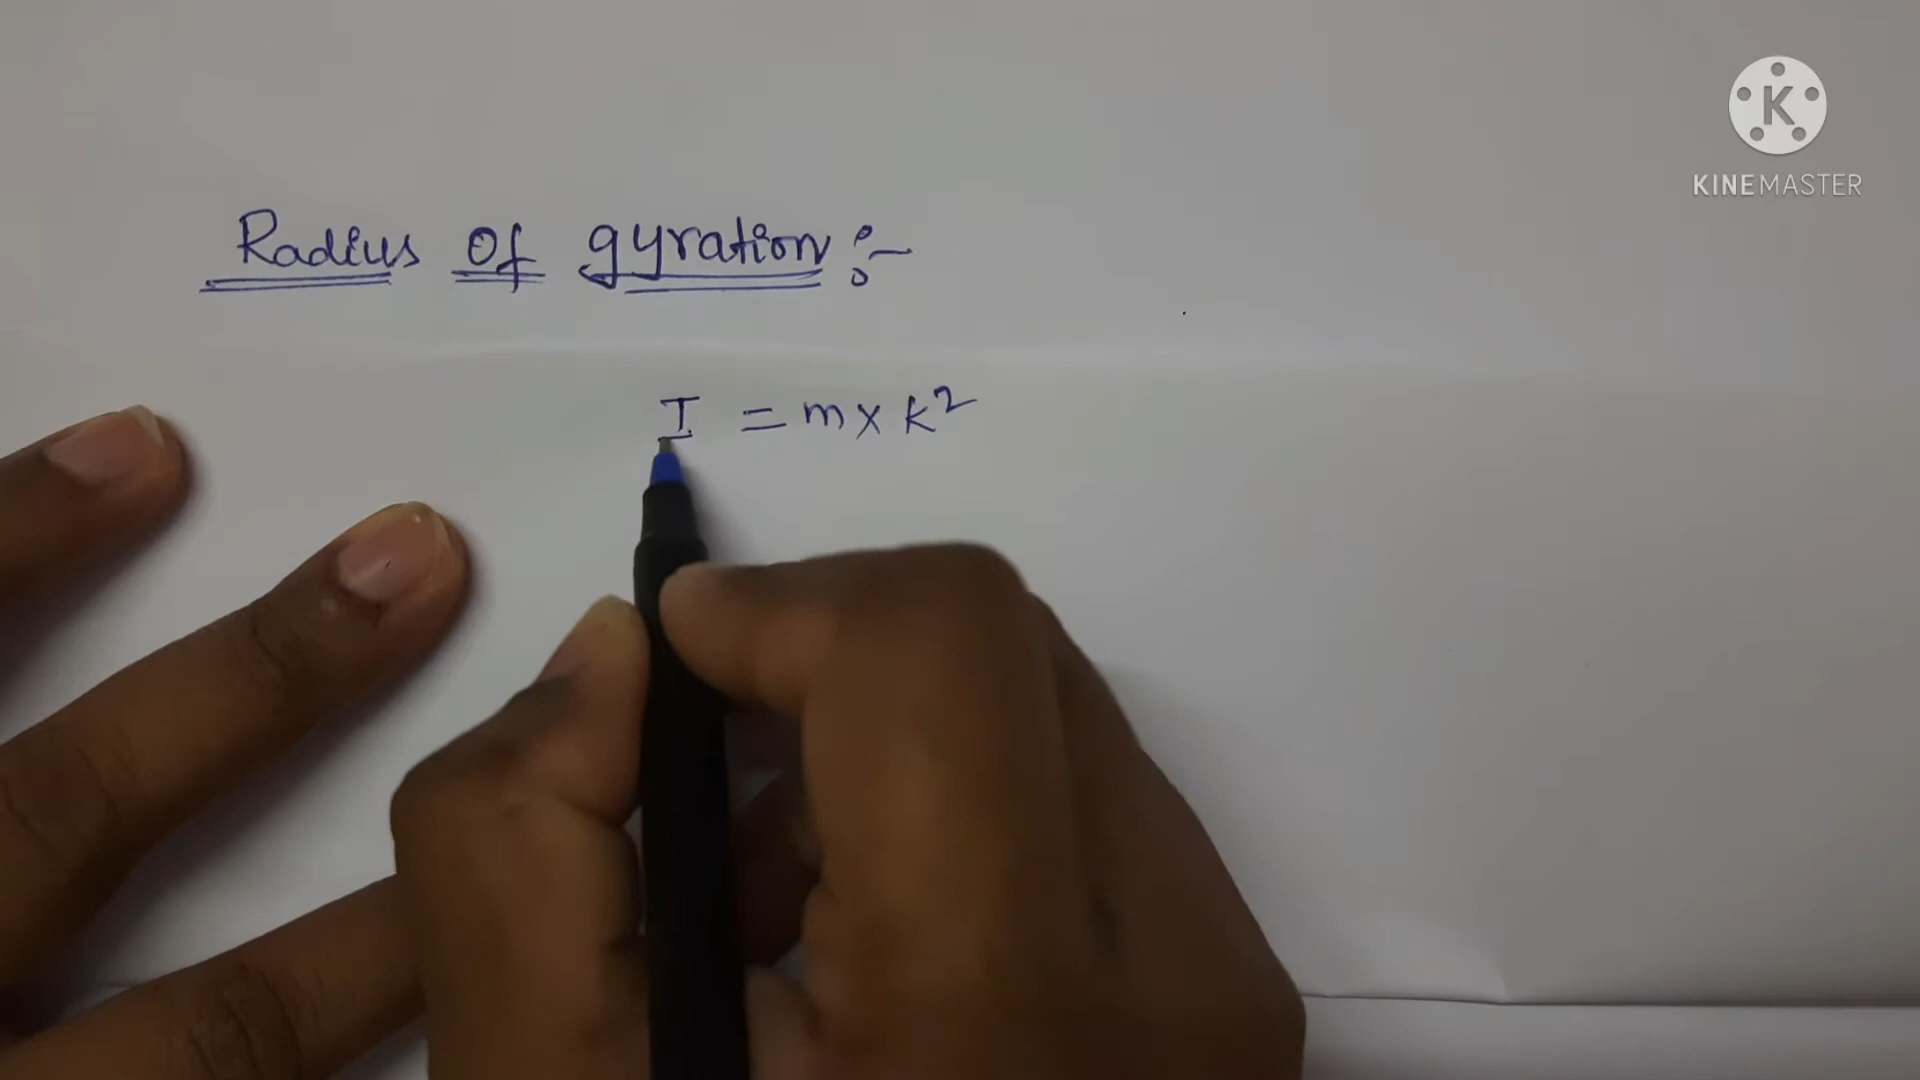 KINEMASTER
Radius Of gyration :-
I = m x k²